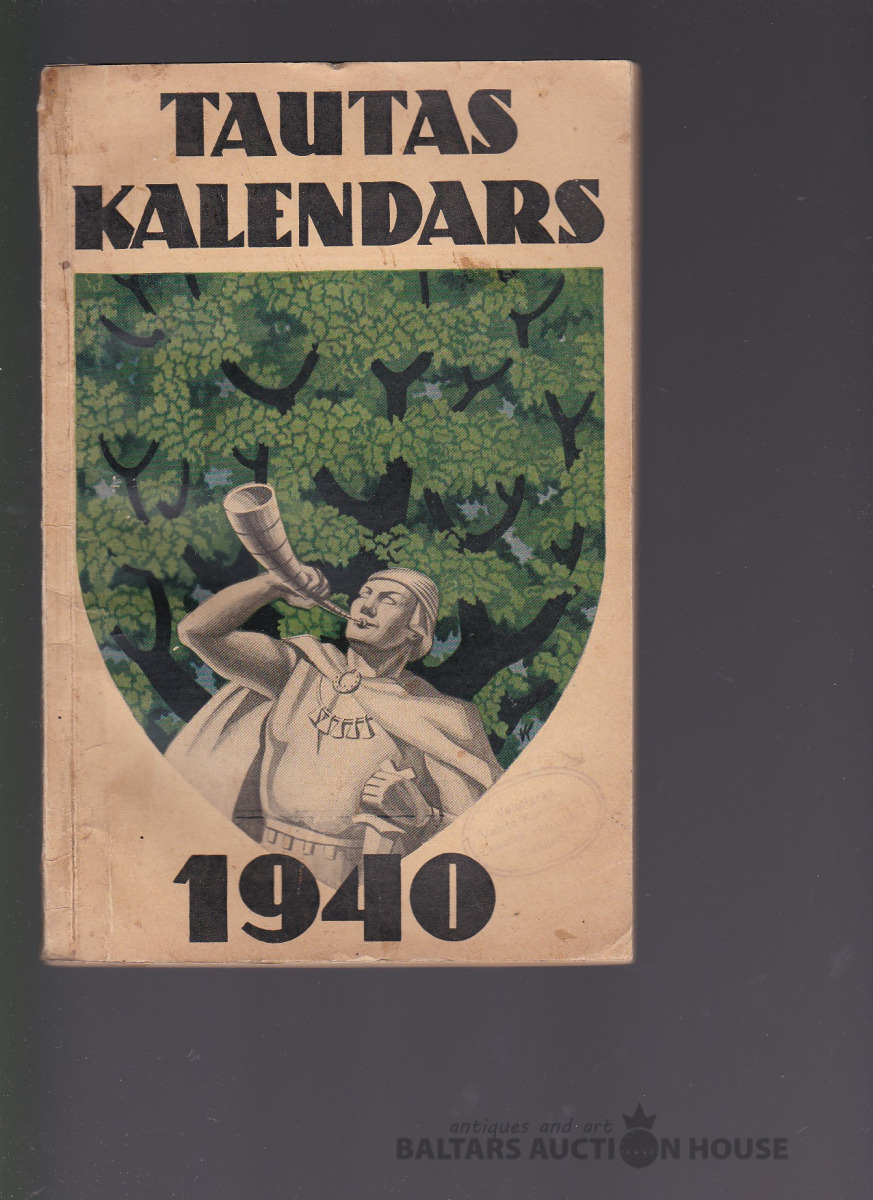 TAUTAS
KALENDARS
1940
antiques and art
BALTARS AUCTION HOUSE